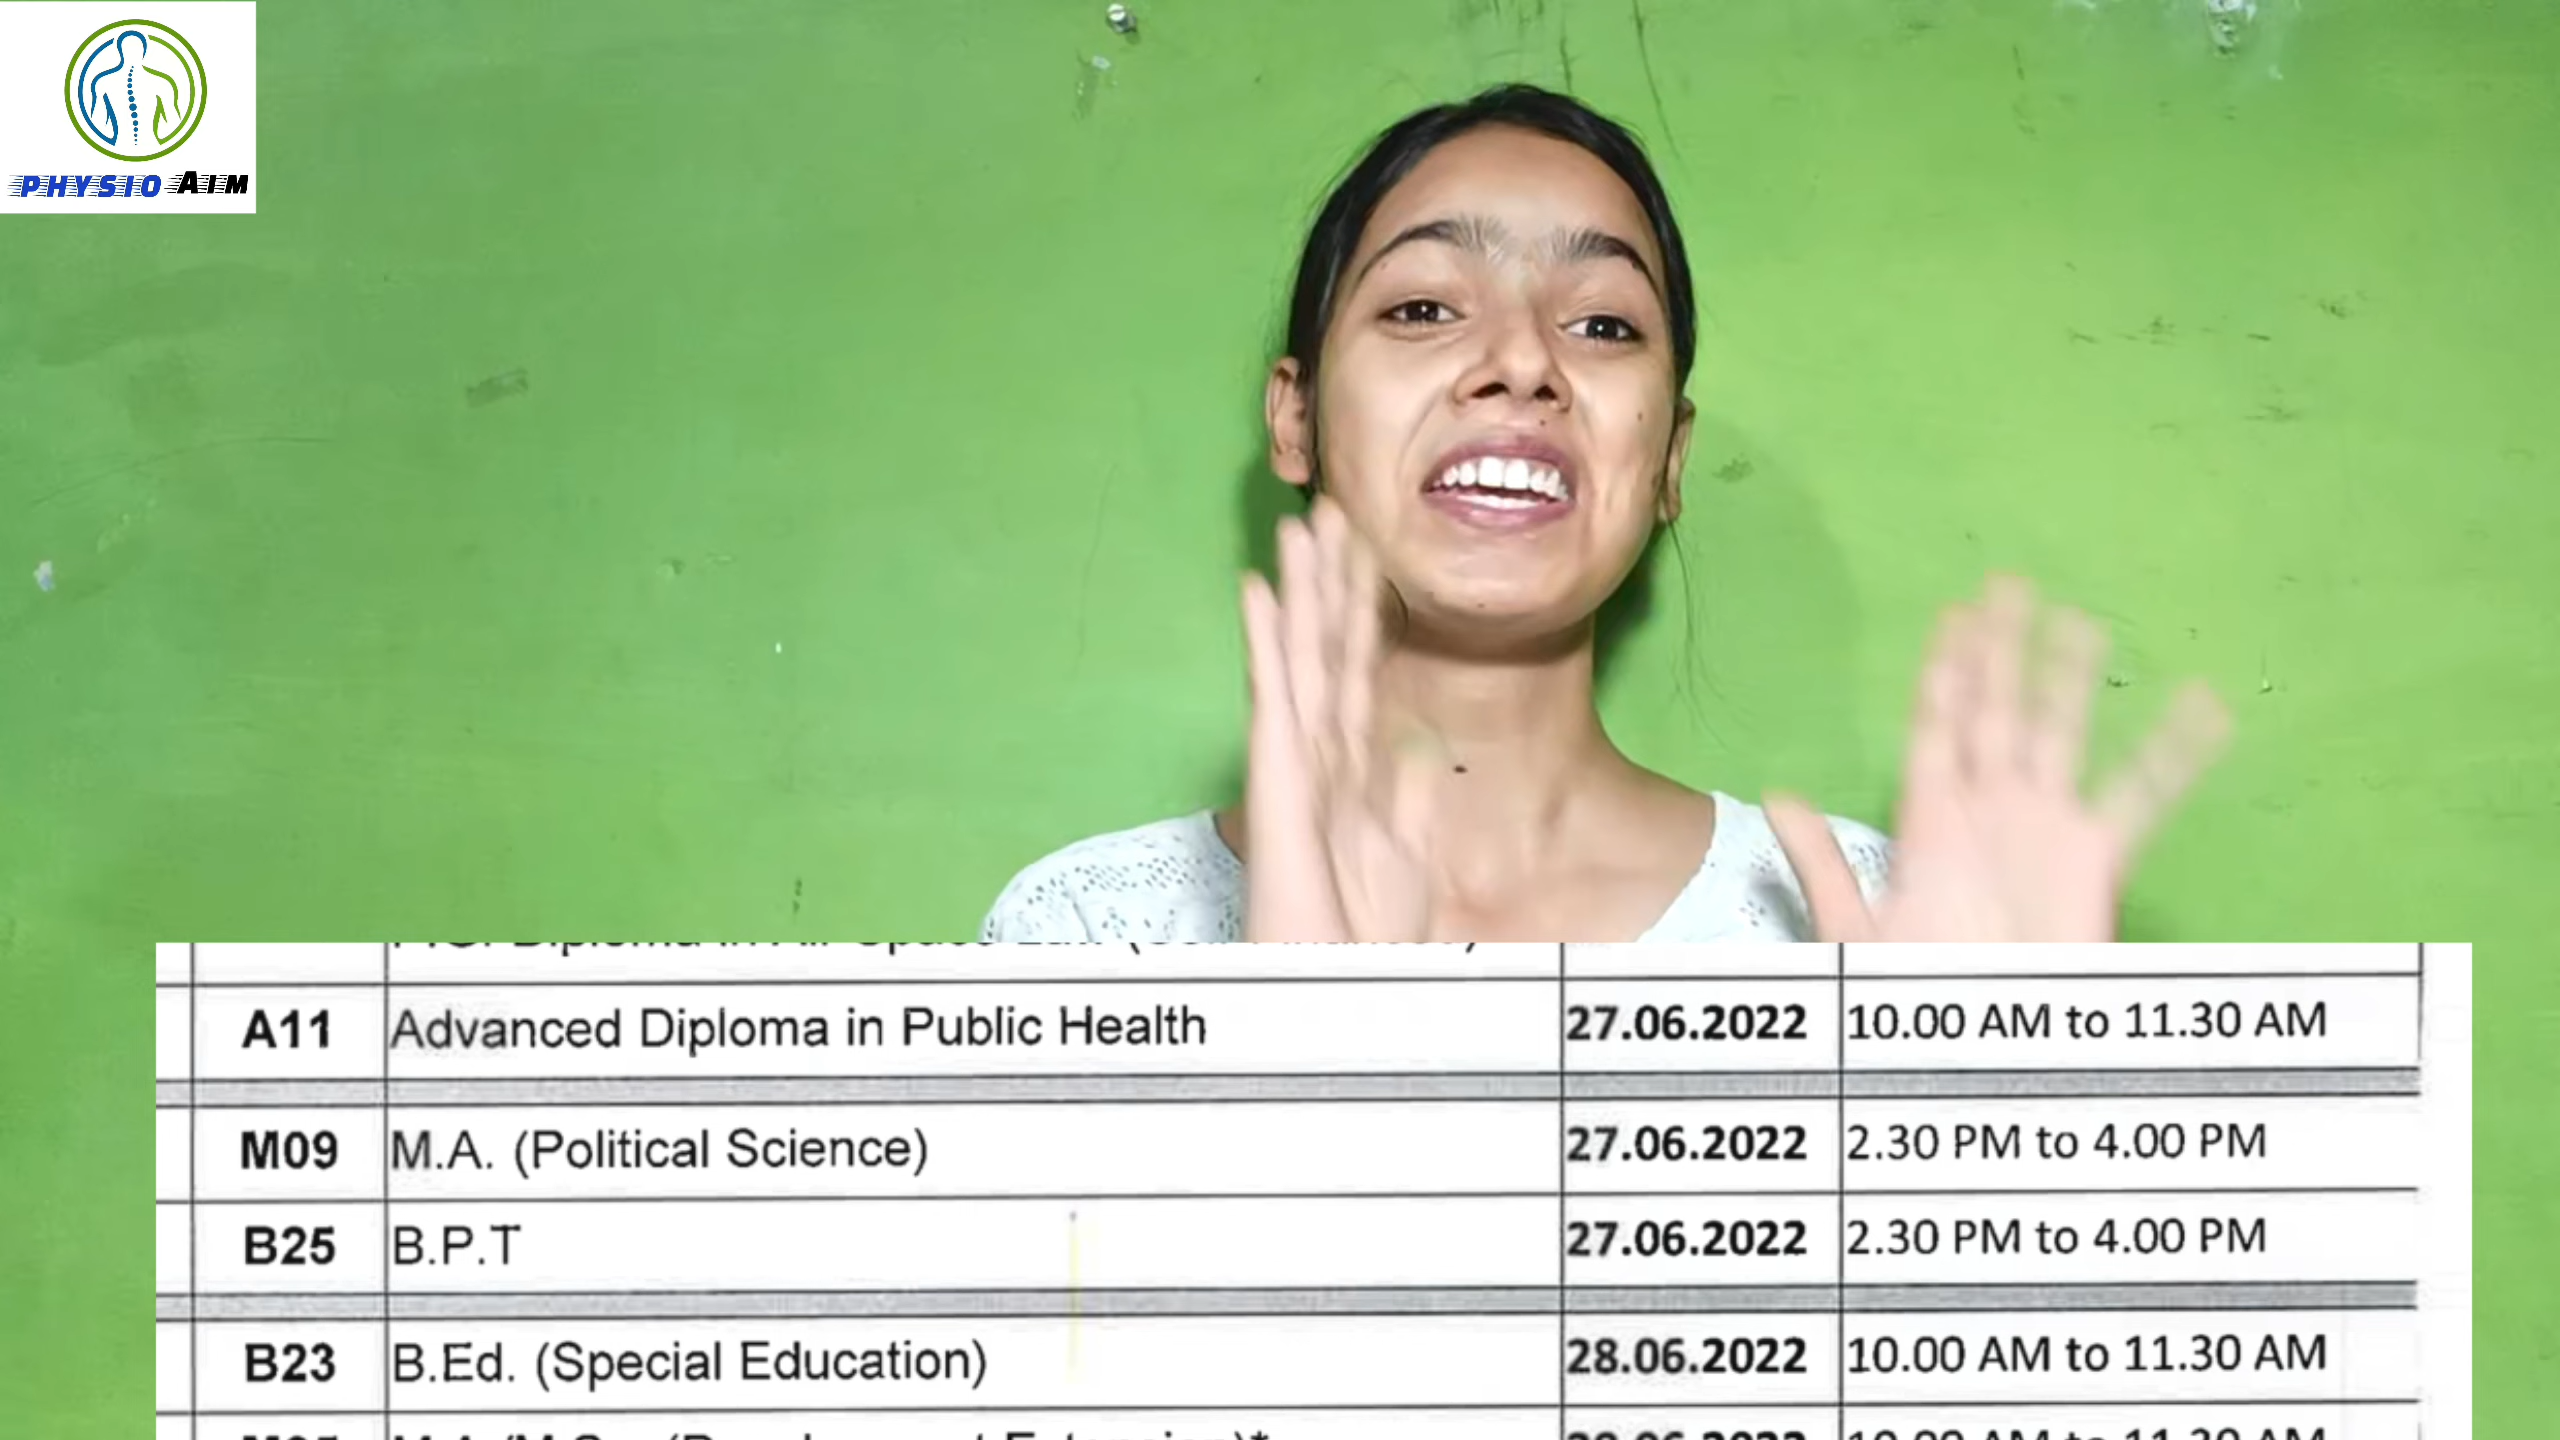 PHYSIO AIM
A11 Advanced Diploma in Public Health 27.06.2022 10.00 AM to 11.30 AM
M09 M.A. (Political Science) 27.06.2022 2.30 PM to 4.00 PM
B25 B.P.T 27.06.2022 2.30 PM to 4.00 PM
B23 B.Ed. (Special Education) 28.06.2022 10.00 AM to 11.30 AM